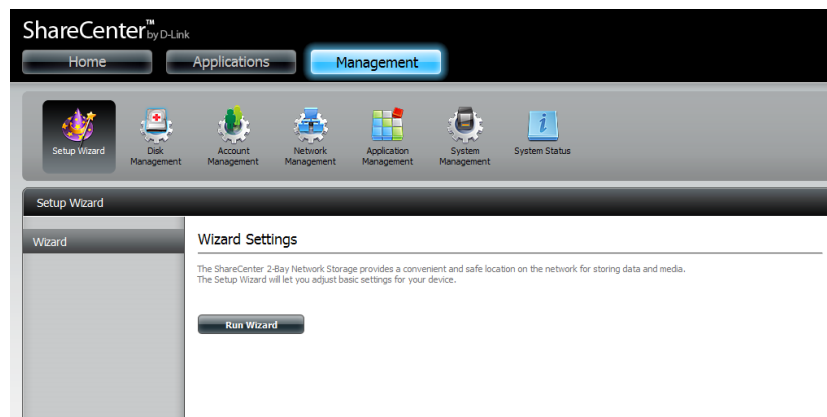 ShareCenter™ by D-Link
Home Applications Management
Setup Wizard
Disk Management
Account Management
Network Management
Application Management
System Management
System Status
Setup Wizard
Wizard
Wizard Settings
The ShareCenter 2-Bay Network Storage provides a convenient and safe location on the network for storing data and media.
The Setup Wizard will let you adjust basic settings for your device.
Run Wizard